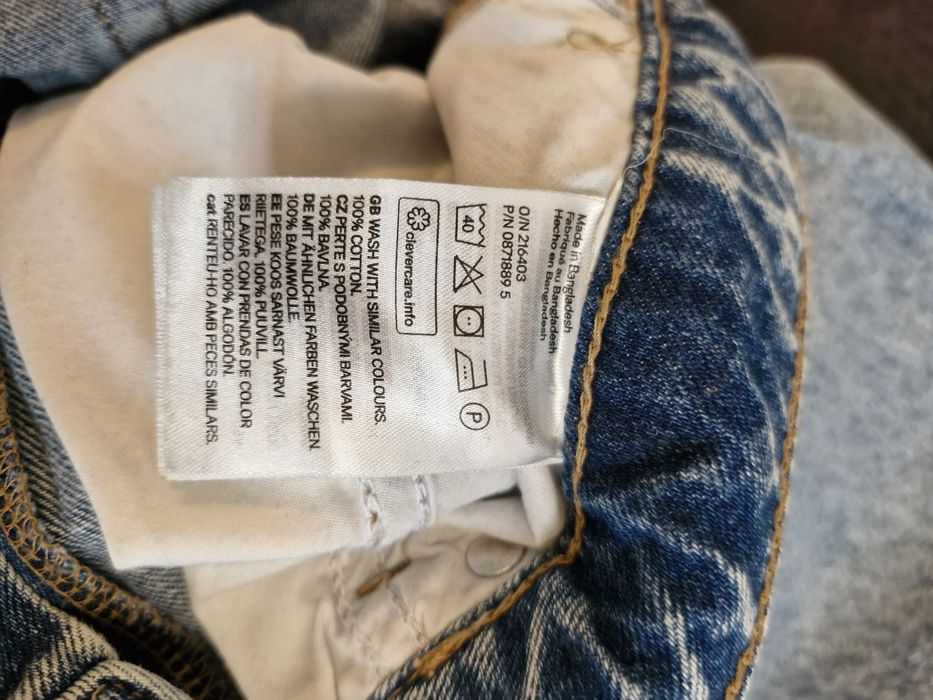 Made in Bangladesh
Fabriqué au Bangladesh
Hecho en Bangladesh
O/N 216403
P/N 0871889 5
40
P
clevercare.info
GB WASH WITH SIMILAR COLOURS.
100% COTTON.
CZ PERTE S PODOBNÝMI BARVAMI.
100% BAVLNA.
DE MIT ÄHNLICHEN FARBEN WASCHEN.
100% BAUMWOLLE.
EE PESE KOOS SARNAST VÄRVI
RIIETEGA. 100% PUUVILL.
ES LAVAR CON PRENDAS DE COLOR
PARECIDO. 100% ALGODÓN.
cat RENTEU-HO AMB PECES SIMILARS.